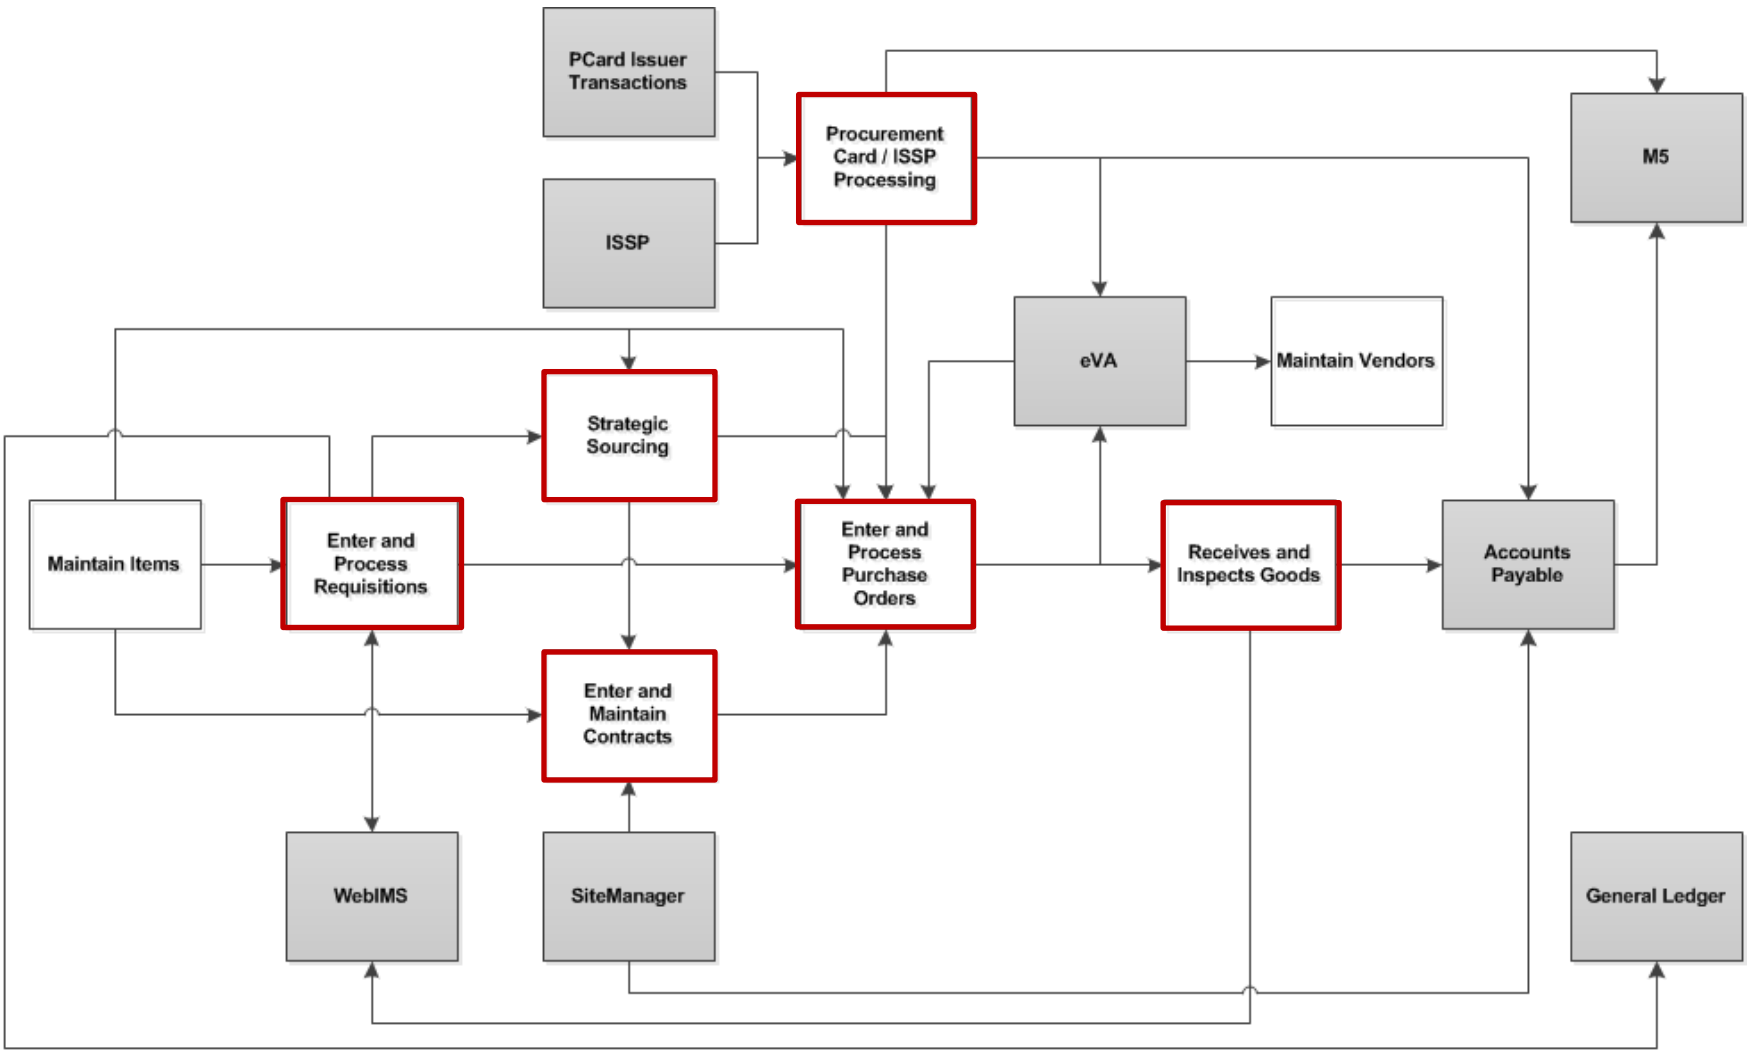 PCard Issuer
Transactions
Procurement
Card / ISSP
Processing
M5
ISSP
eVA
Maintain Vendors
Strategic
Sourcing
Maintain Items
Enter and
Process
Requisitions
Enter and
Process
Purchase
Orders
Receives and
Inspects Goods
Accounts
Payable
Enter and
Maintain
Contracts
WebIMS
SiteManager
General Ledger